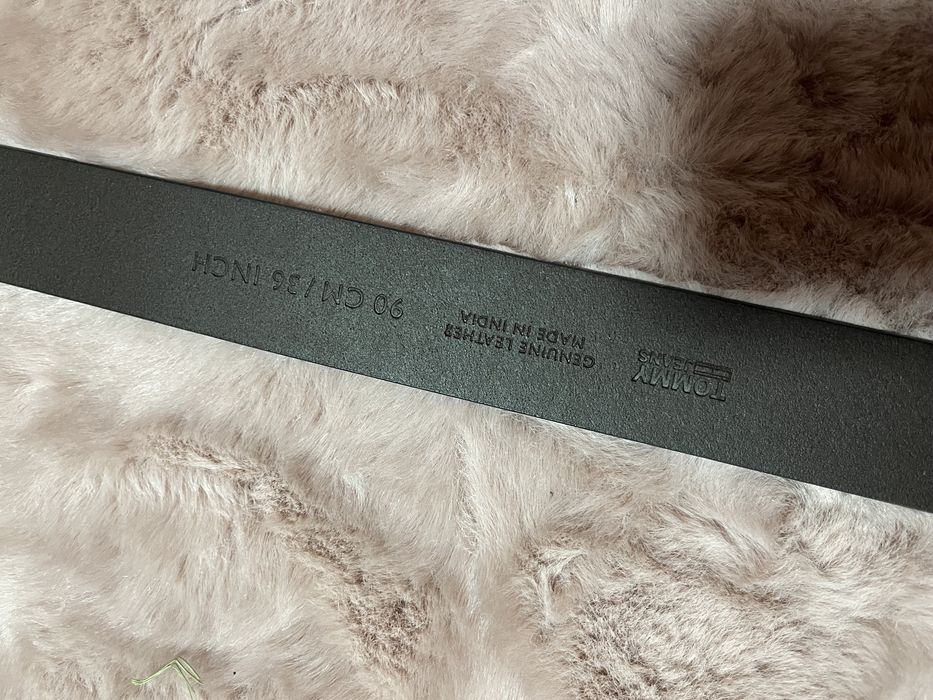 TOMMY
JEANS
GENUINE LEATHER
MADE IN INDIA
90 CM / 36 INCH